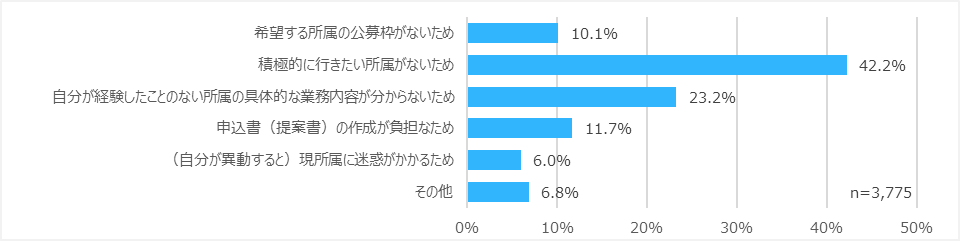 希望する所属の公募枠がないため 10.1%
積極的に行きたい所属がないため 42.2%
自分が経験したことのない所属の具体的な業務内容が分からないため 23.2%
申込書（提案書）の作成が負担なため 11.7%
（自分が異動すると）現所属に迷惑がかかるため 6.0%
その他 6.8% n=3,775
0% 10% 20% 30% 40% 50%